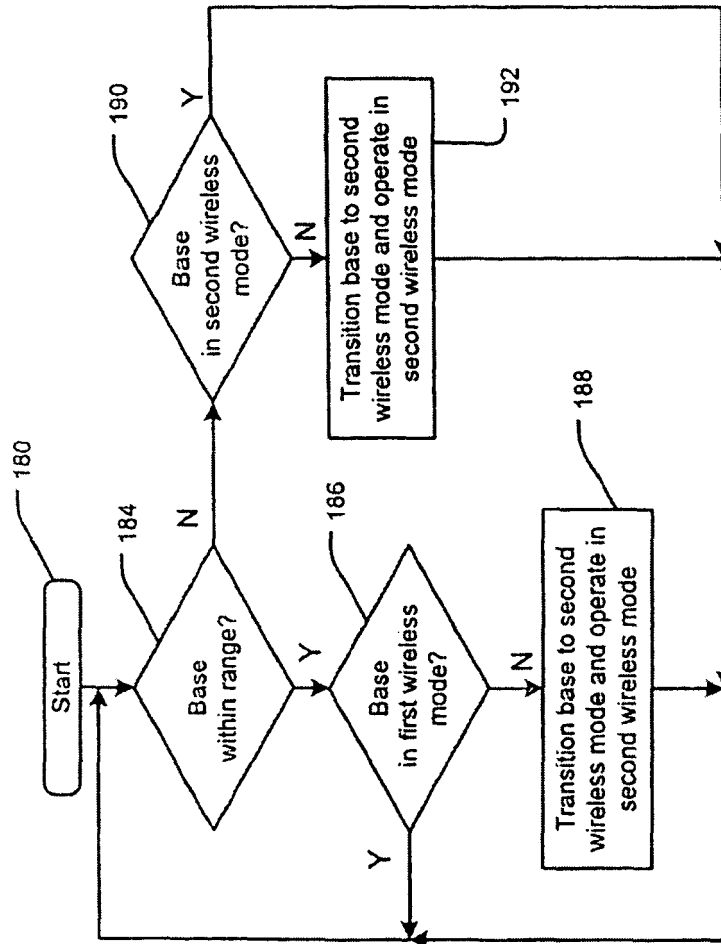 Start
180
184
Base
within range?
N
Y
186
Base
in first wireless
mode?
Y
N
188
Transition base to second
wireless mode and operate in
second wireless mode
190
Base
in second wireless
mode?
Y
N
192
Transition base to second
wireless mode and operate in
second wireless mode